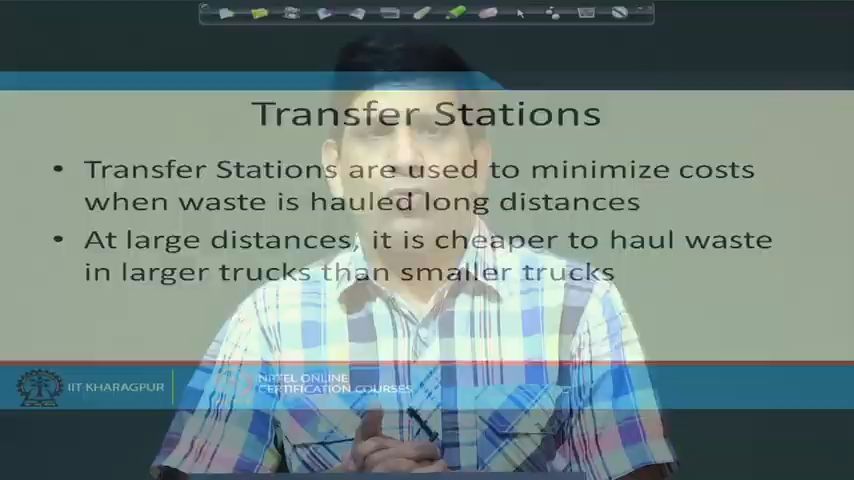 Transfer Stations
• Transfer Stations are used to minimize costs
when waste is hauled long distances
• At large distances, it is cheaper to haul waste
in larger trucks than smaller trucks
IIT KHARAGPUR
NPTEL ONLINE
CERTIFICATION COURSES